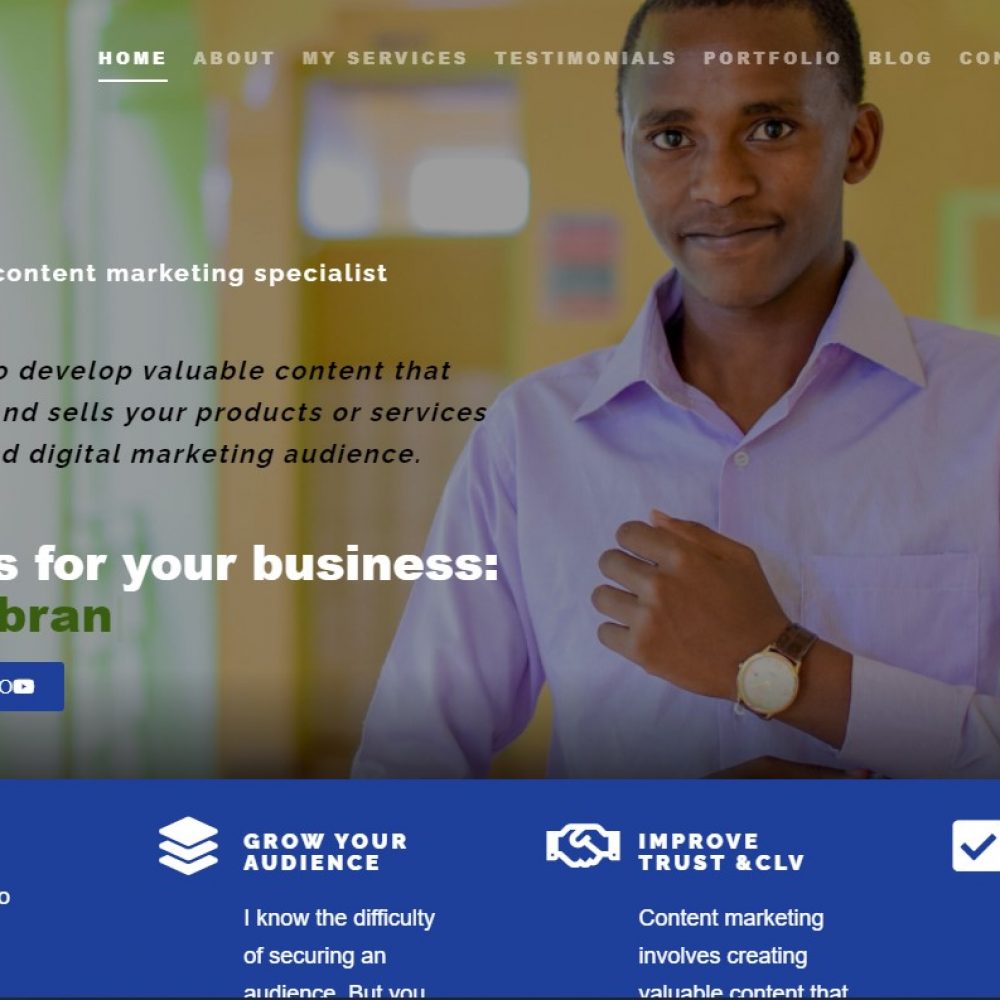 HOME ABOUT MY SERVICES TESTIMONIALS PORTFOLIO BLOG
content marketing specialist
develop valuable content that
sells your products or services
digital marketing audience.
for your business:
bran
GROW YOUR
AUDIENCE
I know the difficulty
of securing an
audience. But you
IMPROVE
TRUST &CLV
Content marketing
involves creating
valuable content that